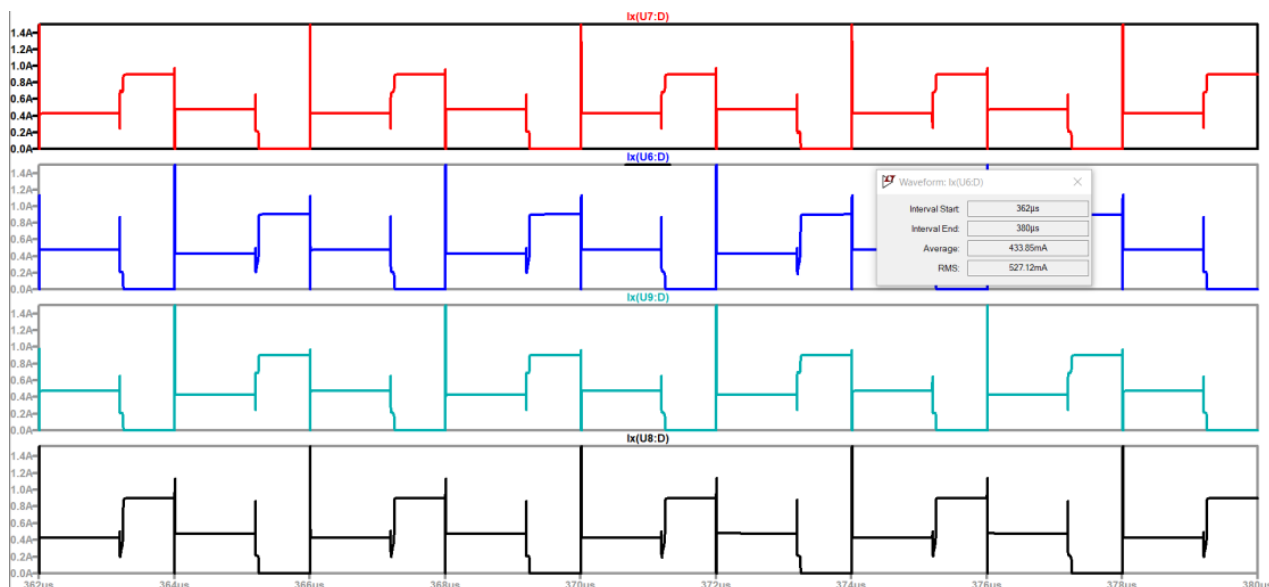 Ix(U7:D)
1.4A
1.2A
1.0A
0.8A
0.6A
0.4A
0.2A
0.0A
Ix(U6:D)
1.4A
1.2A
1.0A
0.8A
0.6A
0.4A
0.2A
0.0A
Waveform: Ix(U6:D)
Interval Start: 362µs
Interval End: 380µs
Average: 433.85mA
RMS: 527.12mA
Ix(U9:D)
1.4A
1.2A
1.0A
0.8A
0.6A
0.4A
0.2A
0.0A
Ix(U8:D)
1.4A
1.2A
1.0A
0.8A
0.6A
0.4A
0.2A
0.0A
362µs 364µs 366µs 368µs 370µs 372µs 374µs 376µs 378µs 380µs